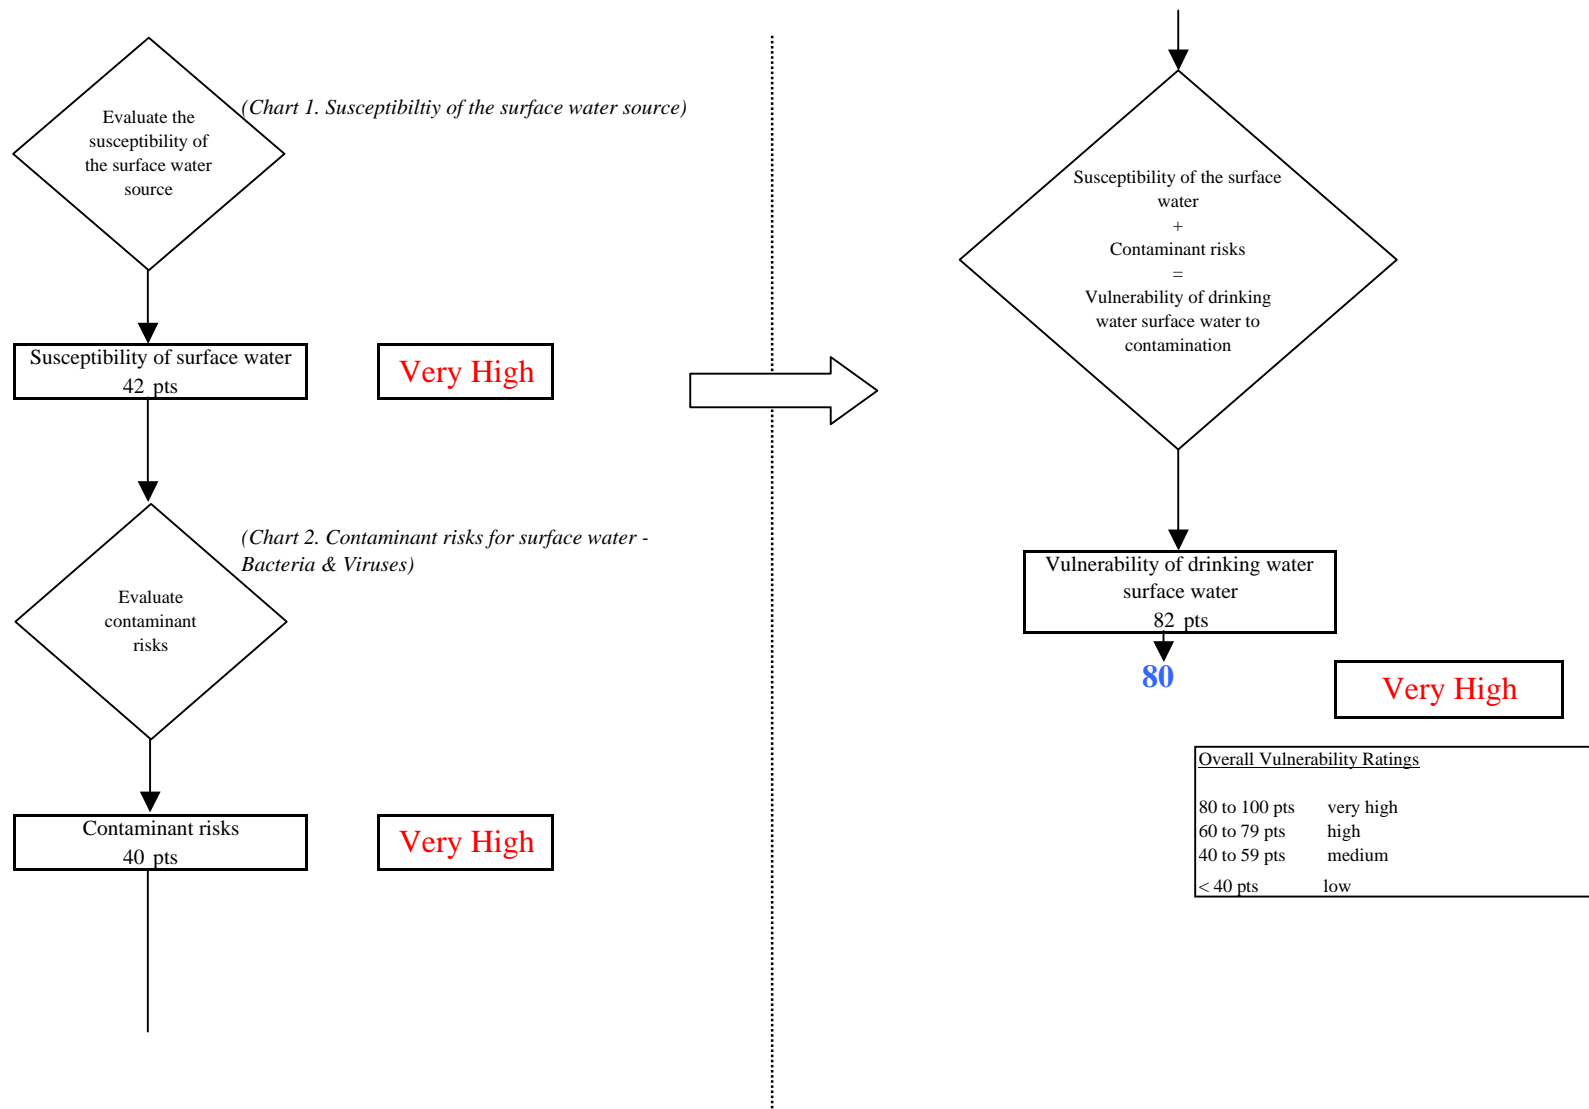 Evaluate the
susceptibility of
the surface water
source
(Chart 1. Susceptibiltiy of the surface water source)
Susceptibility of surface water
42 pts
Very High
(Chart 2. Contaminant risks for surface water -
Bacteria & Viruses)
Evaluate
contaminant
risks
Contaminant risks
40 pts
Very High
Susceptibility of the surface
water
+
Contaminant risks
=
Vulnerability of drinking
water surface water to
contamination
Vulnerability of drinking water
surface water
82 pts
80
Very High
Overall Vulnerability Ratings
80 to 100 pts very high
60 to 79 pts high
40 to 59 pts medium
< 40 pts low